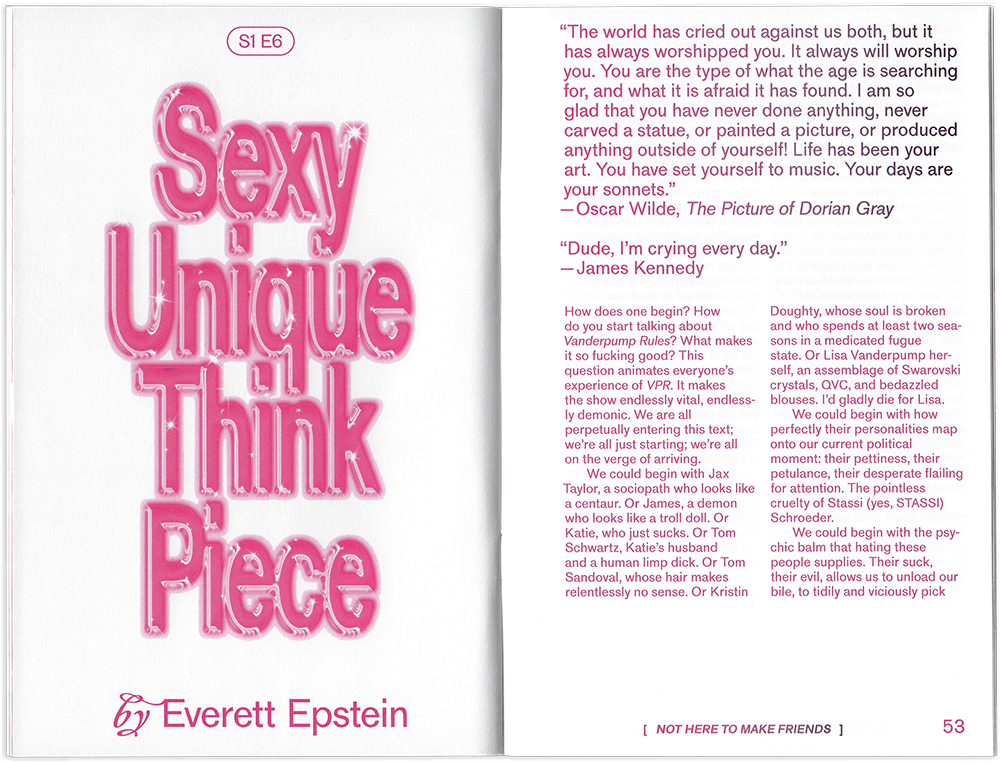 S1 E6
Sexy
Unique
Think
Piece
by Everett Epstein
“The world has cried out against us both, but it
has always worshipped you. It always will worship
you. You are the type of what the age is searching
for, and what it is afraid it has found. I am so
glad that you have never done anything, never
carved a statue, or painted a picture, or produced
anything outside of yourself! Life has been your
art. You have set yourself to music. Your days are
your sonnets.”
—Oscar Wilde, The Picture of Dorian Gray
“Dude, I’m crying every day.”
—James Kennedy
How does one begin? How
do you start talking about
Vanderpump Rules? What makes
it so fucking good? This
question animates everyone’s
experience of VPR. It makes
the show endlessly vital, endless-
ly demonic. We are all
perpetually entering this text;
we’re all just starting; we’re all
on the verge of arriving.
We could begin with Jax
Taylor, a sociopath who looks like
a centaur. Or James, a demon
who looks like a troll doll. Or
Katie, who just sucks. Or Tom
Schwartz, Katie’s husband
and a human limp dick. Or Tom
Sandoval, whose hair makes
relentlessly no sense. Or Kristin
Doughty, whose soul is broken
and who spends at least two sea-
sons in a medicated fugue
state. Or Lisa Vanderpump her-
self, an assemblage of Swarovski
crystals, QVC, and bedazzled
blouses. I’d gladly die for Lisa.
We could begin with how
perfectly their personalities map
onto our current political
moment: their pettiness, their
petulance, their desperate flailing
for attention. The pointless
cruelty of Stassi (yes, STASSI)
Schroeder.
We could begin with the psy-
chic balm that hating these
people supplies. Their suck,
their evil, allows us to unload our
bile, to tidily and viciously pick
[ NOT HERE TO MAKE FRIENDS ]
53